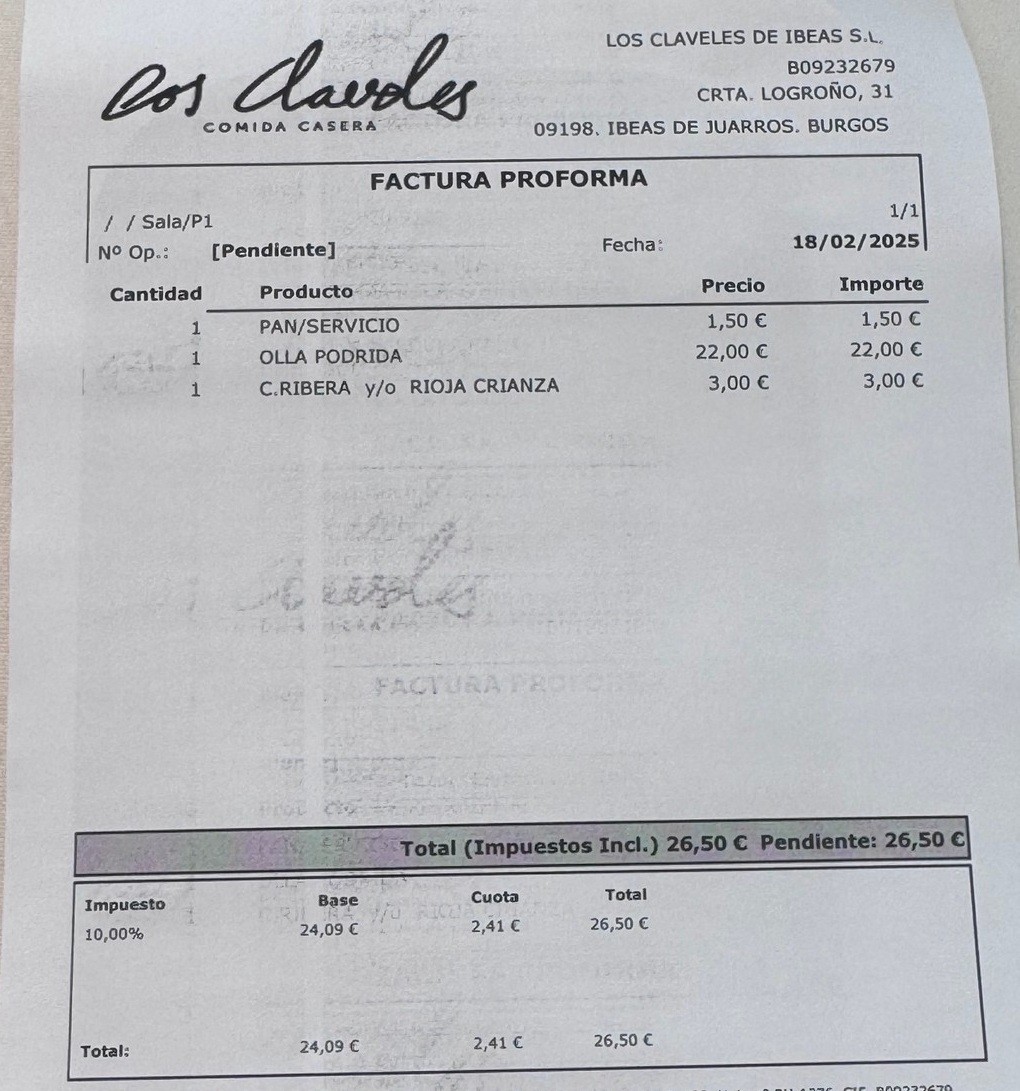 Los Claveles
COMIDA CASERA
LOS CLAVELES DE IBEAS S.L.
B09232679
CRTA. LOGROÑO, 31
09198. IBEAS DE JUARROS. BURGOS
FACTURA PROFORMA
/ / Sala/P1 1/1
Nº Op.: [Pendiente] Fecha: 18/02/2025
Cantidad Producto Precio Importe
1 PAN/SERVICIO 1,50 € 1,50 €
1 OLLA PODRIDA 22,00 € 22,00 €
1 C.RIBERA y/o RIOJA CRIANZA 3,00 € 3,00 €
FACTURA PROFORMA
Total (Impuestos Incl.) 26,50 € Pendiente: 26,50 €
Impuesto Base Cuota Total
10,00% 24,09 € 2,41 € 26,50 €
Total: 24,09 € 2,41 € 26,50 €
B09232679